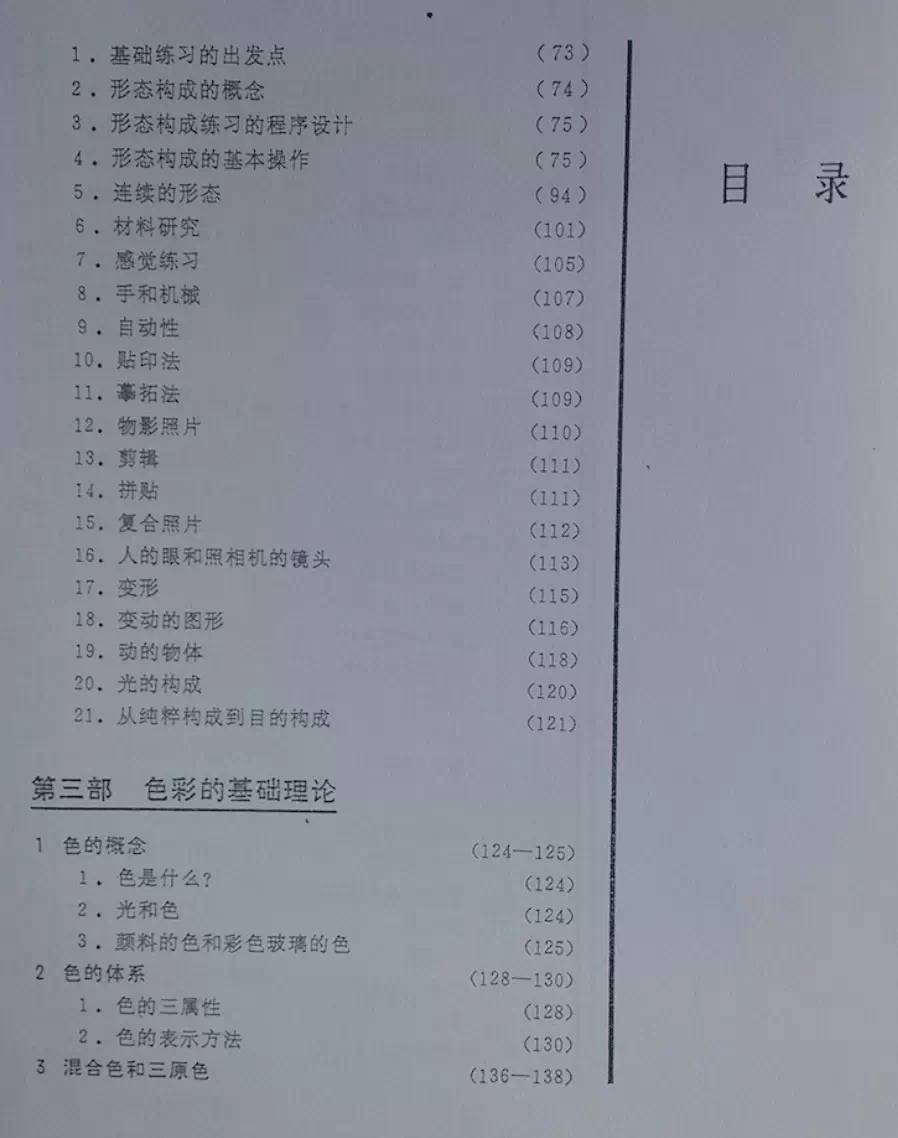 目 录
1．基础练习的出发点 （73）
2．形态构成的概念 （74）
3．形态构成练习的程序设计 （75）
4．形态构成的基本操作 （75）
5．连续的形态 （94）
6．材料研究 （101）
7．感觉练习 （105）
8．手和机械 （107）
9．自动性 （108）
10．贴印法 （109）
11．摹拓法 （109）
12．物影照片 （110）
13．剪辑 （111）
14．拼贴 （111）
15．复合照片 （112）
16．人的眼和照相机的镜头 （113）
17．变形 （115）
18．变动的图形 （116）
19．动的物体 （118）
20．光的构成 （120）
21．从纯粹构成到目的构成 （121）
第三部 色彩的基础理论
1 色的概念 （124—125）
1．色是什么？ （124）
2．光和色 （124）
3．颜料的色和彩色玻璃的色 （125）
2 色的体系 （128—130）
1．色的三属性 （128）
2．色的表示方法 （130）
3 混合色和三原色 （136—138）